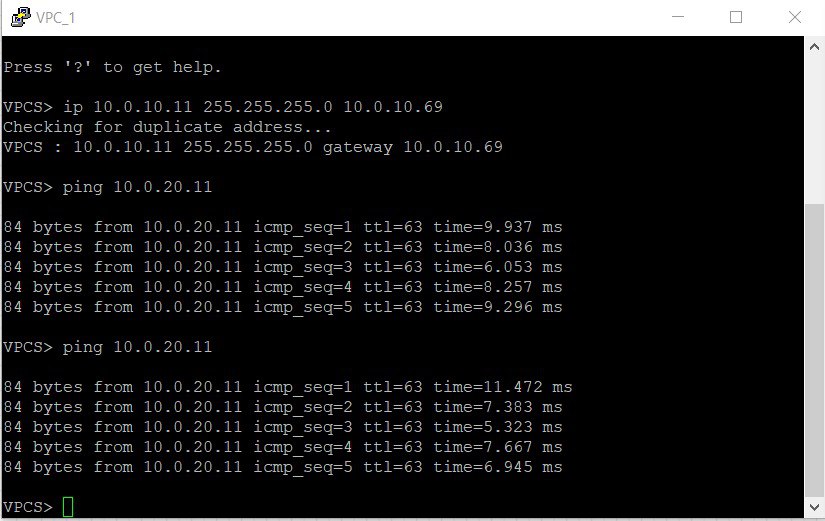 VPC_1
Press '?' to get help.
VPCS> ip 10.0.10.11 255.255.255.0 10.0.10.69
Checking for duplicate address...
VPCS : 10.0.10.11 255.255.255.0 gateway 10.0.10.69
VPCS> ping 10.0.20.11
84 bytes from 10.0.20.11 icmp_seq=1 ttl=63 time=9.937 ms
84 bytes from 10.0.20.11 icmp_seq=2 ttl=63 time=8.036 ms
84 bytes from 10.0.20.11 icmp_seq=3 ttl=63 time=6.053 ms
84 bytes from 10.0.20.11 icmp_seq=4 ttl=63 time=8.257 ms
84 bytes from 10.0.20.11 icmp_seq=5 ttl=63 time=9.296 ms
VPCS> ping 10.0.20.11
84 bytes from 10.0.20.11 icmp_seq=1 ttl=63 time=11.472 ms
84 bytes from 10.0.20.11 icmp_seq=2 ttl=63 time=7.383 ms
84 bytes from 10.0.20.11 icmp_seq=3 ttl=63 time=5.323 ms
84 bytes from 10.0.20.11 icmp_seq=4 ttl=63 time=7.667 ms
84 bytes from 10.0.20.11 icmp_seq=5 ttl=63 time=6.945 ms
VPCS>